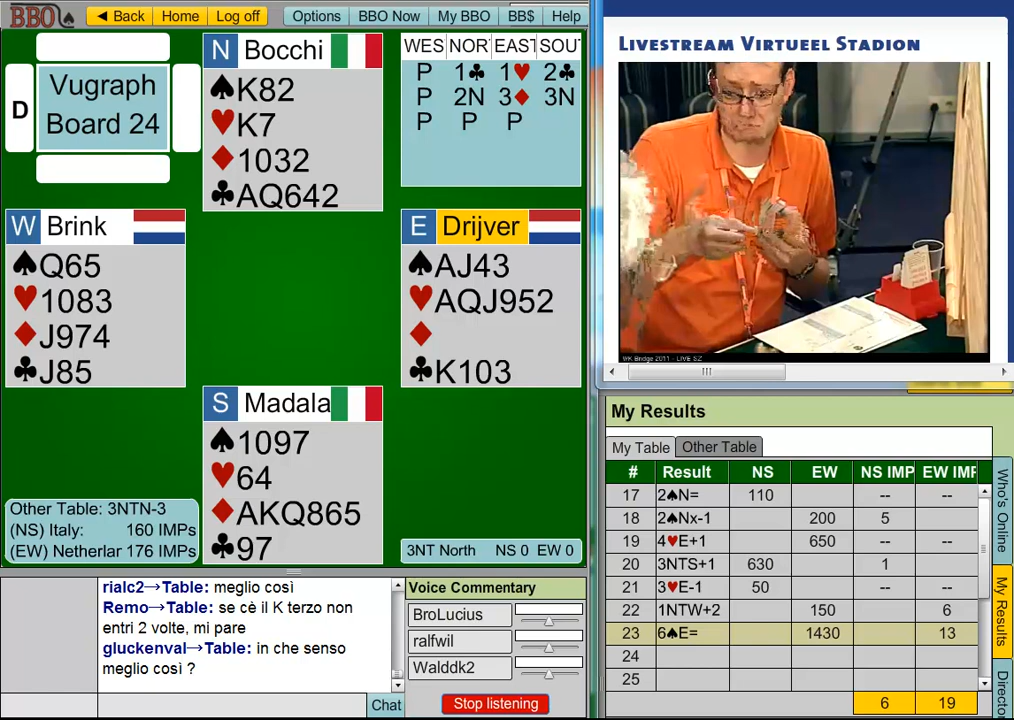 BBO
Back Home Log off Options BBO Now My BBO BB$ Help
D
Vugraph
Board 24
N Bocchi
♠K82
♥K7
♦1032
♣AQ642
WES NOR EAST SOU
P 1♣ 1♥ 2♣
P 2N 3♦ 3N
P P P
W Brink
♠Q65
♥1083
♦J974
♣J85
E Drijver
♠AJ43
♥AQJ952
♦
♣K103
S Madala
♠1097
♥64
♦AKQ865
♣97
Other Table: 3NTN-3
(NS) Italy: 160 IMPs
(EW) Netherlar 176 IMPs
3NT North NS 0 EW 0
rialc2→Table: meglio così
Remo→Table: se cè il K terzo non
entri 2 volte, mi pare
gluckenval→Table: in che senso
meglio così ?
Chat
Voice Commentary
BroLucius
ralfwil
Walddk2
Stop listening
Livestream Virtueel Stadion
WK Bridge 2011 - LIVE SZ
My Results
My Table Other Table
# Result NS EW NS IMP EW IMF
17 2♠N= 110 -- --
18 2♠Nx-1 200 5
19 4♥E+1 650 -- --
20 3NTS+1 630 1
21 3♥E-1 50 -- --
22 1NTW+2 150 6
23 6♠E= 1430 13
24
25
6 19
Who's Online
My Results
Director